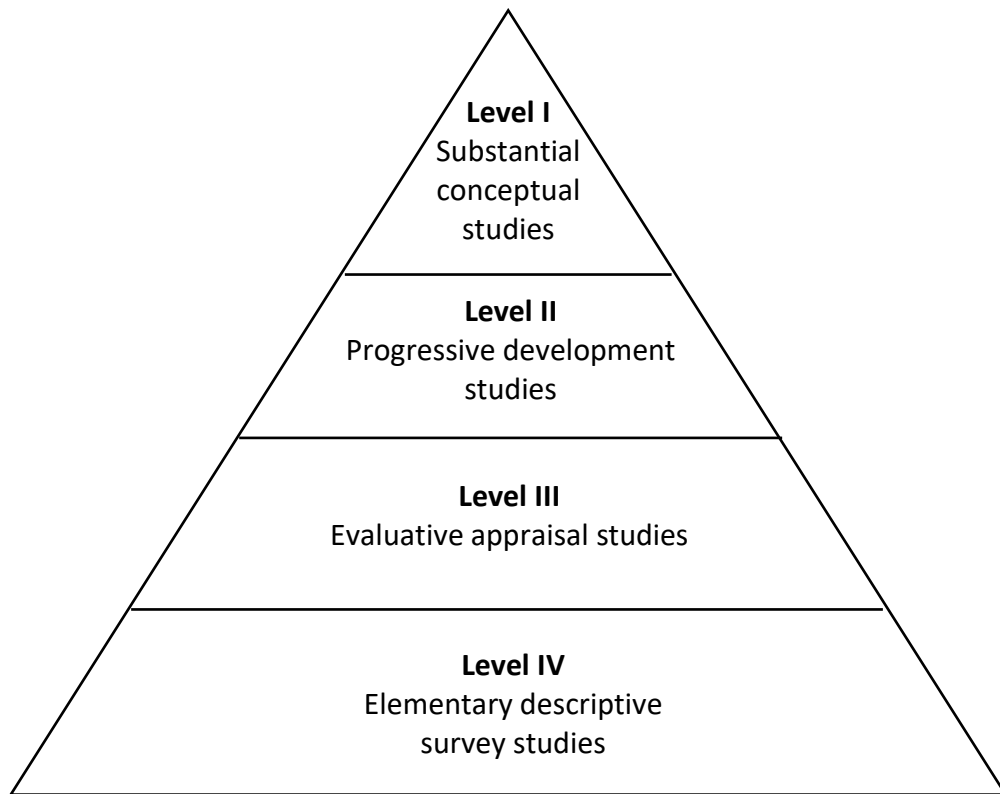 Level I
Substantial
conceptual
studies
Level II
Progressive development
studies
Level III
Evaluative appraisal studies
Level IV
Elementary descriptive
survey studies